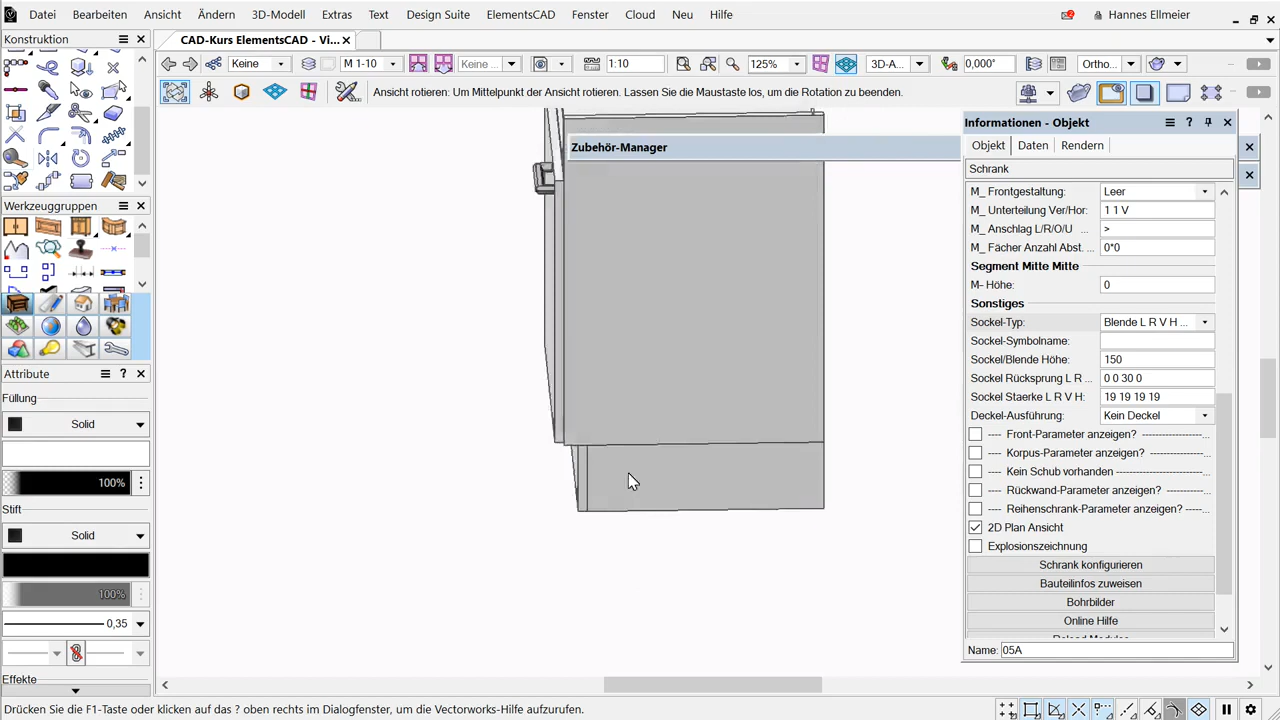 Datei Bearbeiten Ansicht Ändern 3D-Modell Extras Text Design Suite ElementsCAD Fenster Cloud Neu Hilfe Hannes Ellmeier
Konstruktion
CAD-Kurs ElementsCAD - Vi...
Keine M 1-10 Keine ... 1:10 125% 3D-A... 0,000° Ortho...
Ansicht rotieren: Um Mittelpunkt der Ansicht rotieren. Lassen Sie die Maustaste los, um die Rotation zu beenden.
Informationen - Objekt
Objekt Daten Rendern
Zubehör-Manager
Schrank
M_ Frontgestaltung: Leer
M_ Unterteilung Ver/Hor: 1 1 V
M_ Anschlag L/R/O/U ... >
M_ Fächer Anzahl Abst. ... 0*0
Segment Mitte Mitte
M- Höhe: 0
Sonstiges
Sockel-Typ: Blende L R V H ...
Sockel-Symbolname:
Sockel/Blende Höhe: 150
Sockel Rücksprung L R ... 0 0 30 0
Sockel Staerke L R V H: 19 19 19 19
Deckel-Ausführung: Kein Deckel
---- Front-Parameter anzeigen? ---------------...
---- Korpus-Parameter anzeigen? -------------...
---- Kein Schub vorhanden -------------------...
---- Rückwand-Parameter anzeigen? ----------...
---- Reihenschrank-Parameter anzeigen? -----...
2D Plan Ansicht
Explosionszeichnung
Schrank konfigurieren
Bauteilinfos zuweisen
Bohrbilder
Online Hilfe
Name: 05A
Werkzeuggruppen
Attribute
Füllung
Solid
100%
Stift
Solid
100%
0,35
Effekte
Drücken Sie die F1-Taste oder klicken auf das ? oben rechts im Dialogfenster, um die Vectorworks-Hilfe aufzurufen.